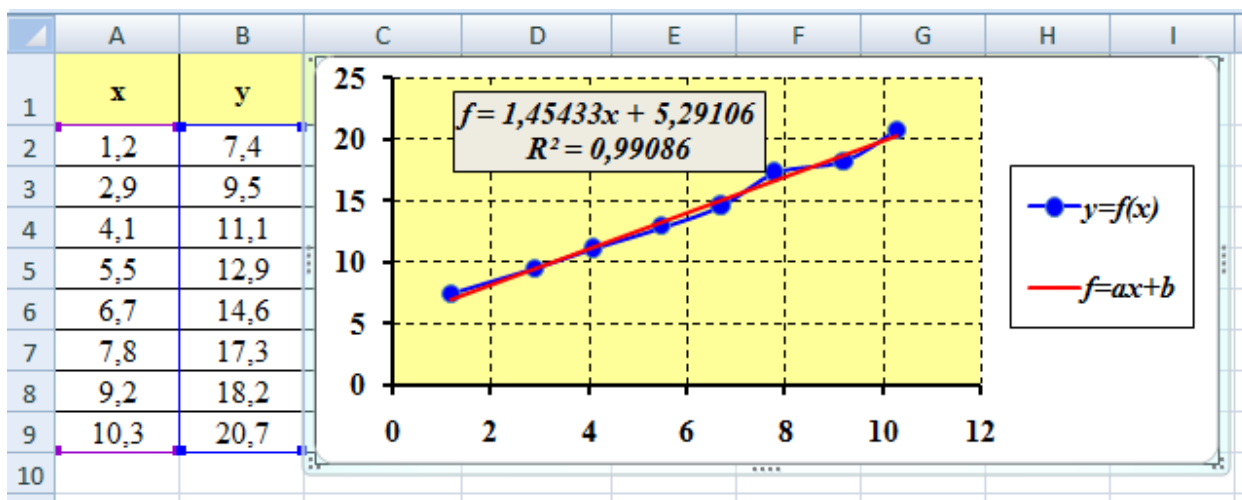 A B C D E F G H I
1 x y
2 1,2 7,4
3 2,9 9,5
4 4,1 11,1
5 5,5 12,9
6 6,7 14,6
7 7,8 17,3
8 9,2 18,2
9 10,3 20,7
10
25
20
15
10
5
0
f = 1,45433x + 5,29106
R² = 0,99086
0 2 4 6 8 10 12
y=f(x)
f=ax+b